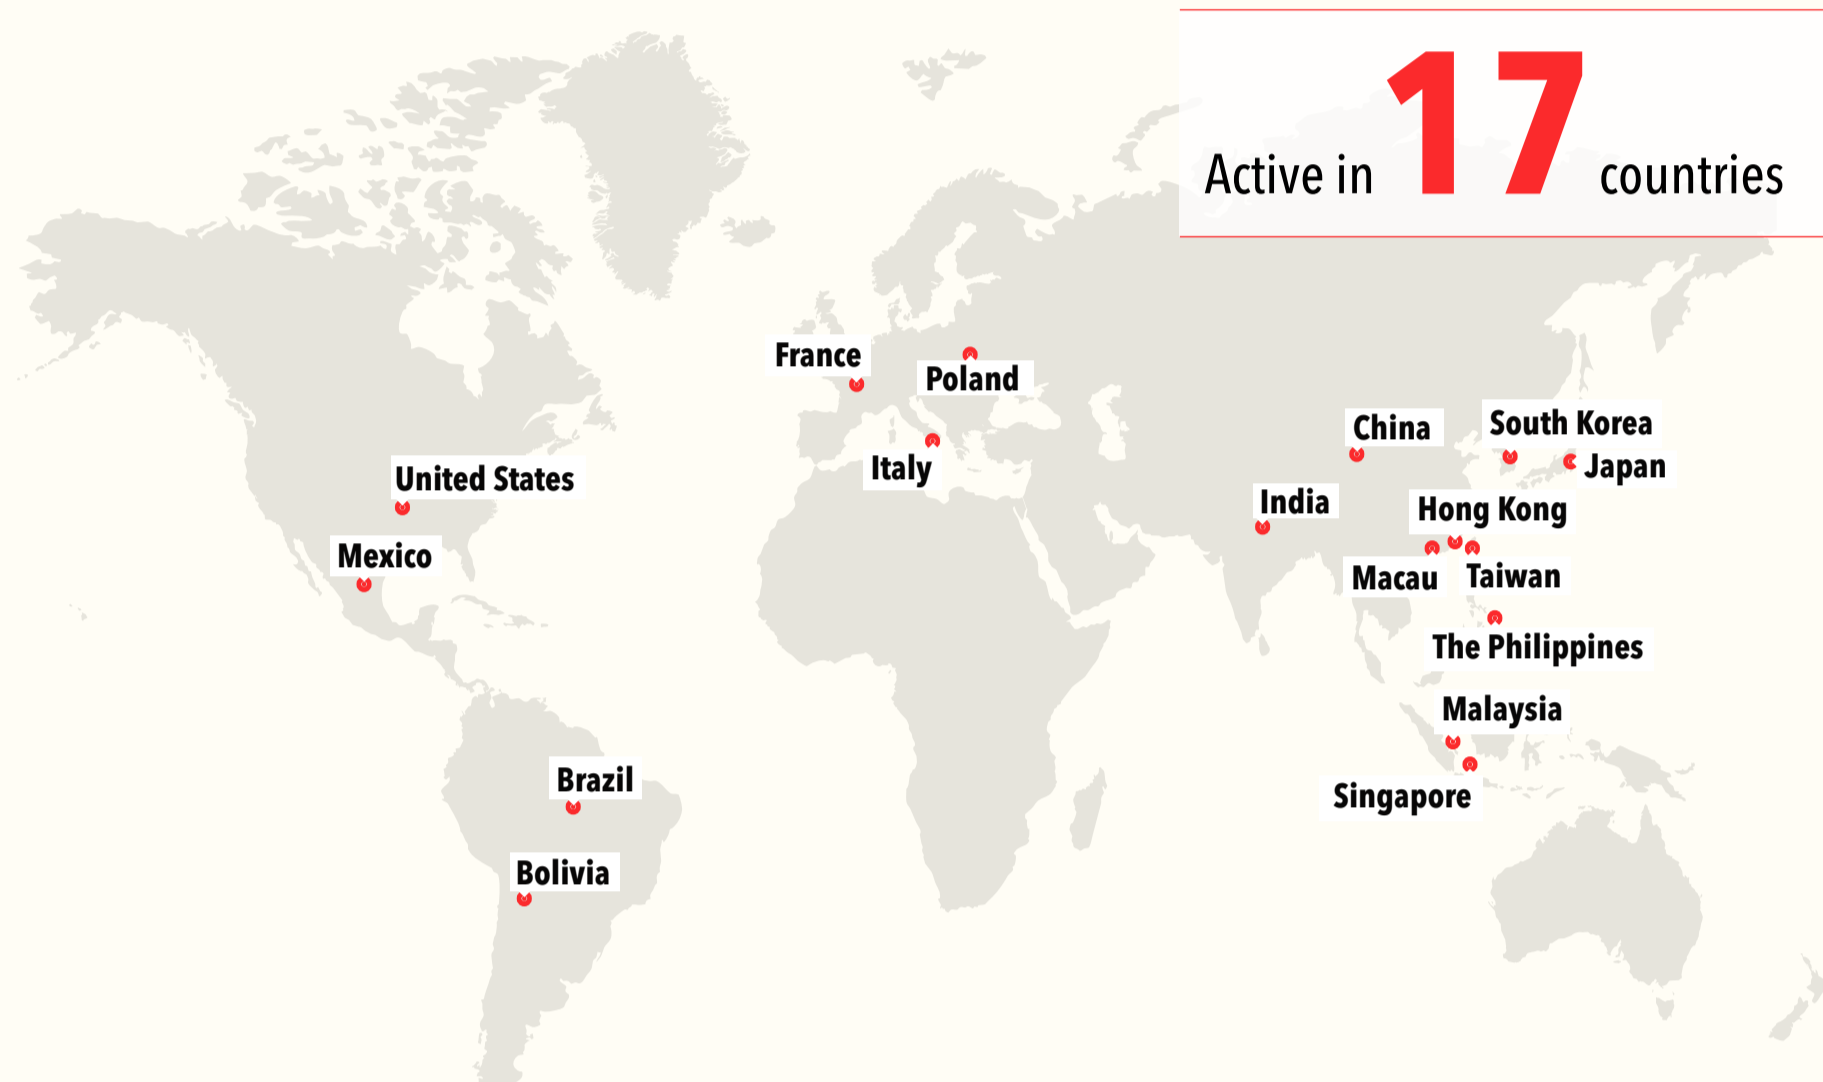 Active in 17 countries
France
Poland
Italy
China
South Korea
Japan
United States
India
Hong Kong
Mexico
Macau
Taiwan
The Philippines
Malaysia
Brazil
Singapore
Bolivia